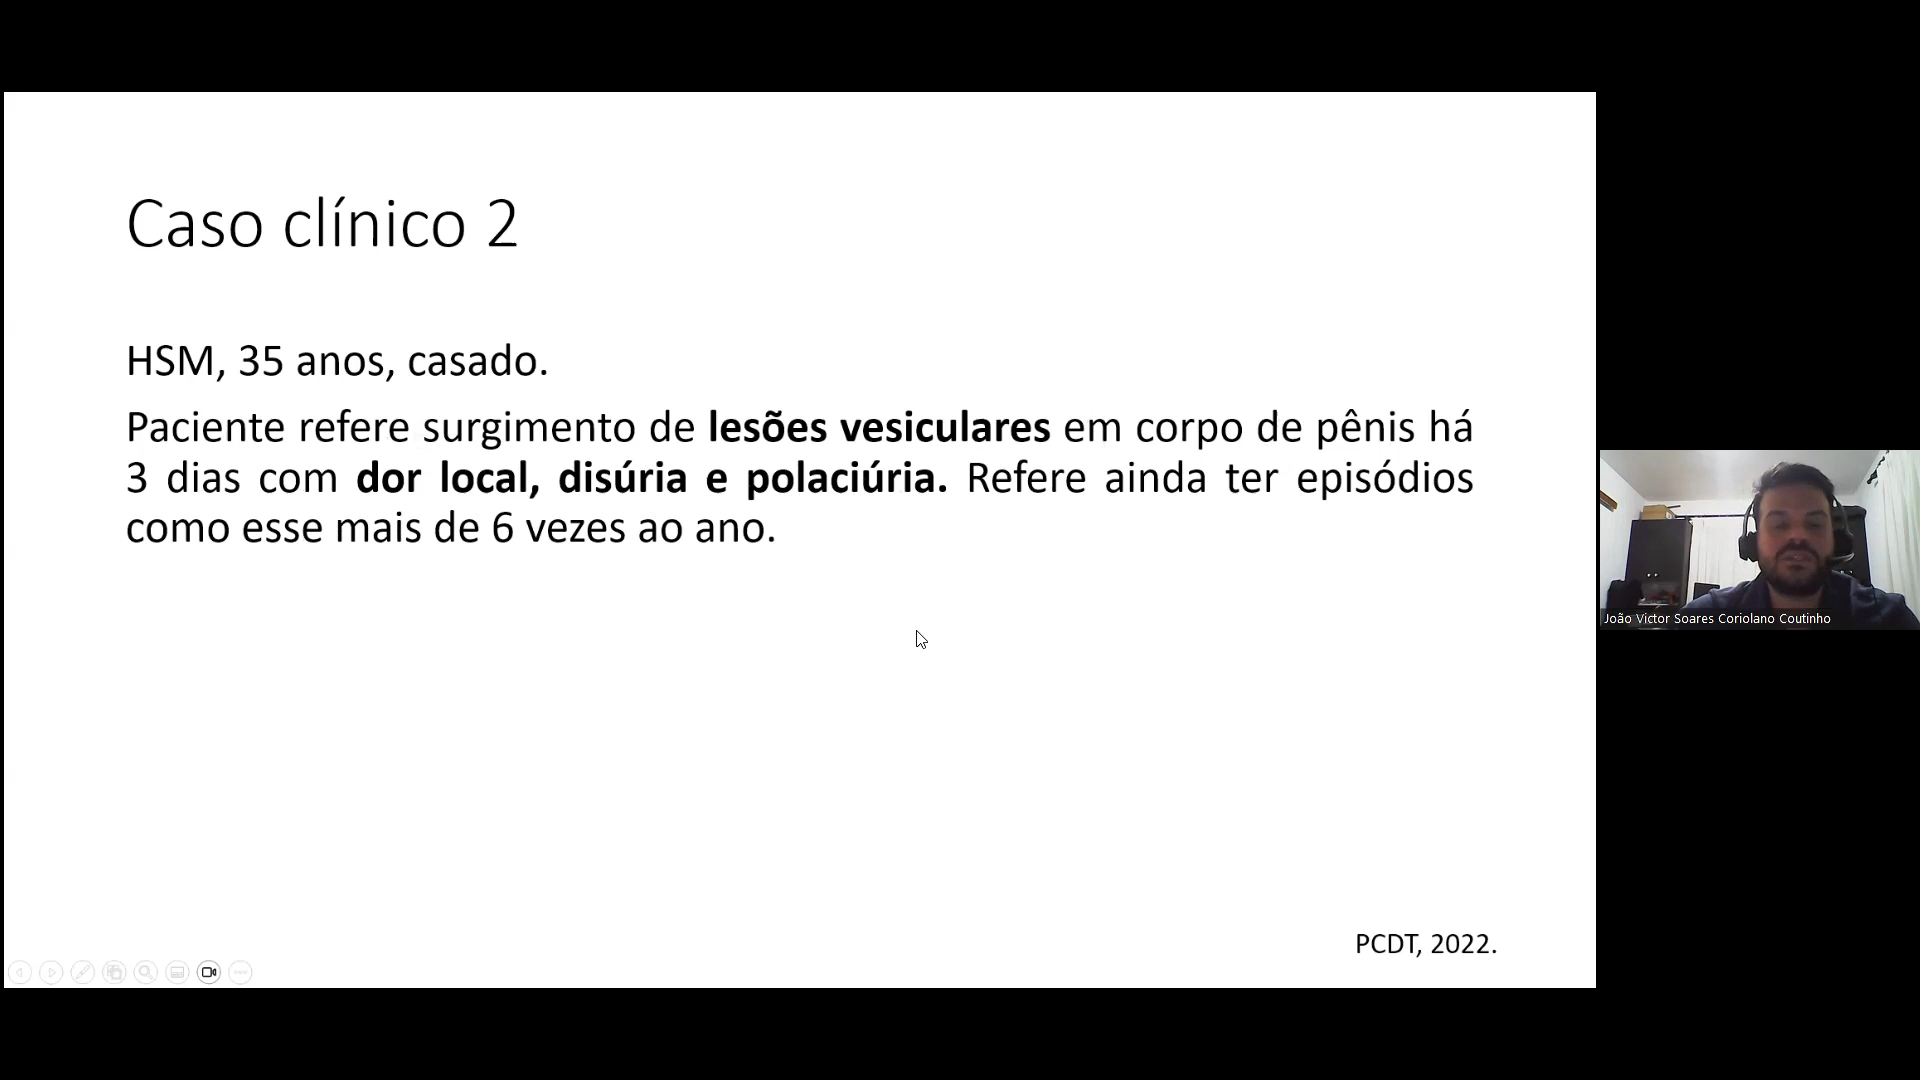 Caso clínico 2
HSM, 35 anos, casado.
Paciente refere surgimento de lesões vesiculares em corpo de pênis há
3 dias com dor local, disúria e polaciúria. Refere ainda ter episódios
como esse mais de 6 vezes ao ano.
PCDT, 2022.
João Victor Soares Coriolano Coutinho